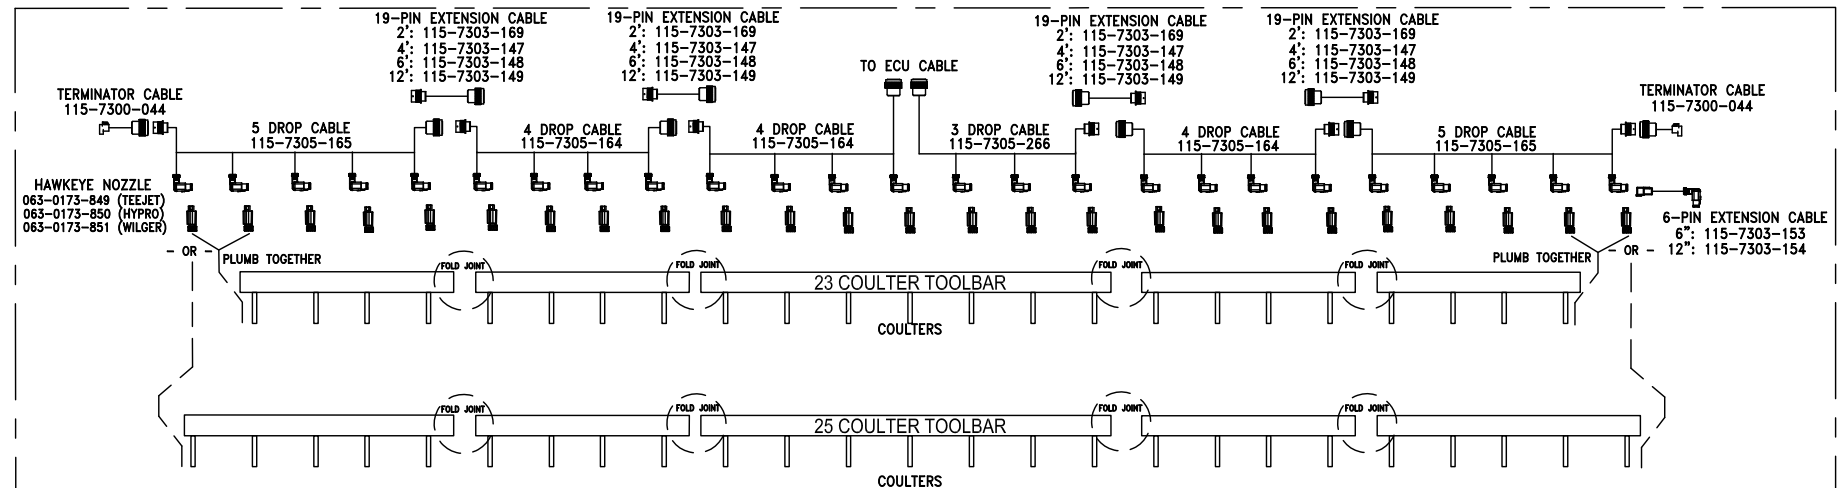 19-PIN EXTENSION CABLE
2': 115-7303-169
4': 115-7303-147
6': 115-7303-148
12': 115-7303-149
19-PIN EXTENSION CABLE
2': 115-7303-169
4': 115-7303-147
6': 115-7303-148
12': 115-7303-149
TO ECU CABLE
19-PIN EXTENSION CABLE
2': 115-7303-169
4': 115-7303-147
6': 115-7303-148
12': 115-7303-149
19-PIN EXTENSION CABLE
2': 115-7303-169
4': 115-7303-147
6': 115-7303-148
12': 115-7303-149
TERMINATOR CABLE
115-7300-044
TERMINATOR CABLE
115-7300-044
5 DROP CABLE
115-7305-165
4 DROP CABLE
115-7305-164
4 DROP CABLE
115-7305-164
3 DROP CABLE
115-7305-266
4 DROP CABLE
115-7305-164
5 DROP CABLE
115-7305-165
HAWKEYE NOZZLE
063-0173-849 (TEEJET)
063-0173-850 (HYPRO)
063-0173-851 (WILGER)
6-PIN EXTENSION CABLE
6": 115-7303-153
12": 115-7303-154
- OR -
PLUMB TOGETHER
PLUMB TOGETHER
- OR -
FOLD JOINT
FOLD JOINT
FOLD JOINT
FOLD JOINT
23 COULTER TOOLBAR
COULTERS
FOLD JOINT
FOLD JOINT
FOLD JOINT
FOLD JOINT
25 COULTER TOOLBAR
COULTERS